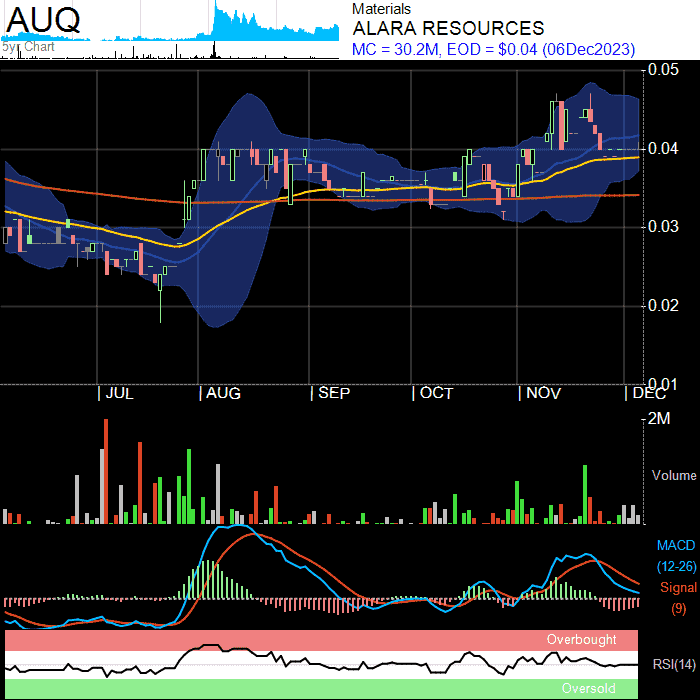 AUQ
5yr Chart
Materials
ALARA RESOURCES
MC = 30.2M, EOD = $0.04 (06Dec2023)
0.05
0.04
0.03
0.02
0.01
| JUL | AUG | SEP | OCT | NOV | DEC
2M
Volume
MACD
(12-26)
Signal
(9)
Overbought
RSI(14)
Oversold